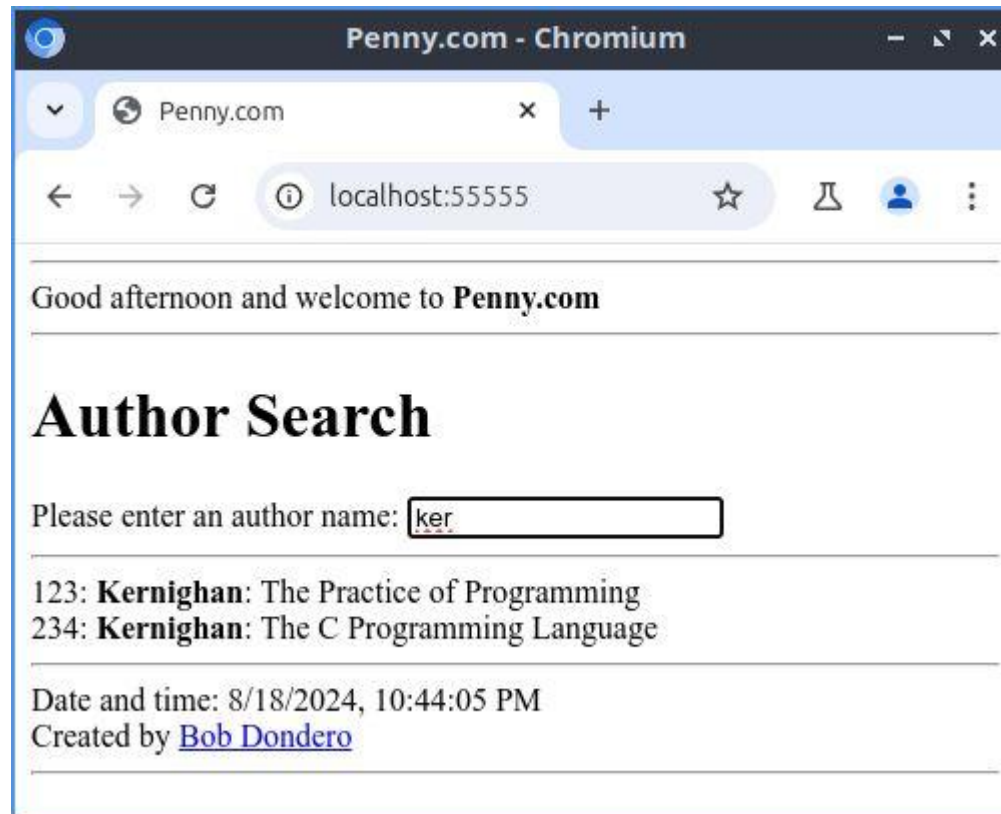 Penny.com - Chromium
Penny.com
localhost:55555
Good afternoon and welcome to Penny.com
Author Search
Please enter an author name: ker
123: Kernighan: The Practice of Programming
234: Kernighan: The C Programming Language
Date and time: 8/18/2024, 10:44:05 PM
Created by Bob Dondero